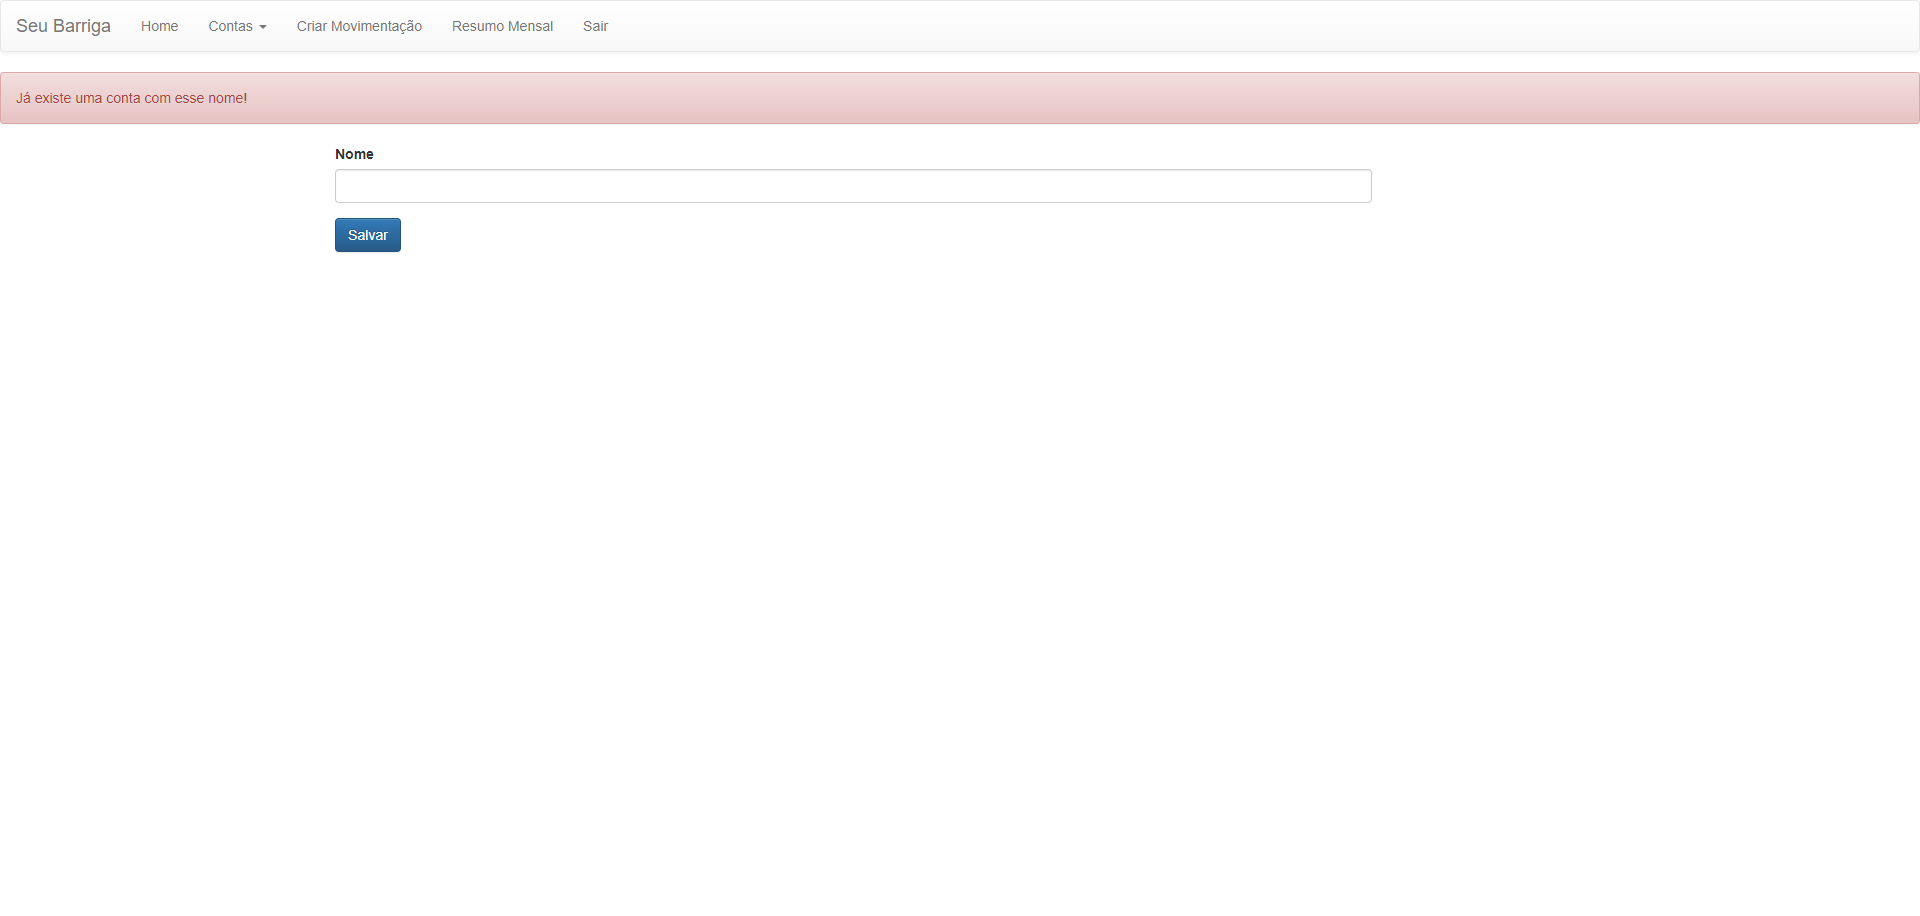 Seu Barriga Home Contas Criar Movimentação Resumo Mensal Sair
Já existe uma conta com esse nome!
Nome
Salvar